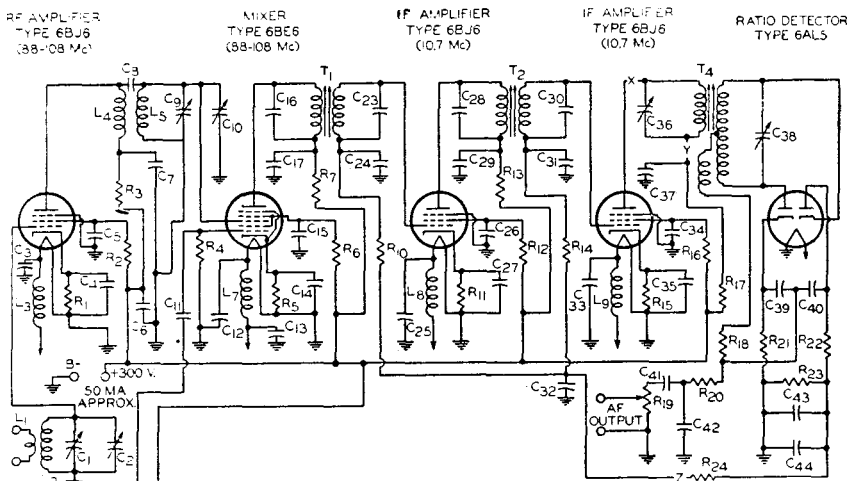 RF AMPLIFIER
TYPE 6BJ6
(88-108 Mc)
MIXER
TYPE 6BE6
(88-108 Mc)
IF AMPLIFIER
TYPE 6BJ6
(10.7 Mc)
IF AMPLIFIER
TYPE 6BJ6
(10.7 Mc)
RATIO DETECTOR
TYPE 6AL5
C8
L4
L5
C9
C10
C7
R3
C16
T1
C23
C17
R7
C24
C28
T2
C30
C29
R13
C31
X
C36
T4
Y
C37
C38
C3
C5
R2
C4
L3
R1
C6
R4
C11
C15
L7
R5
C14
C12
C13
R6
R10
C26
R12
L8
R11
C27
C25
R14
C33
C34
R16
L9
R15
C35
R17
C39
C40
R18
R21
R22
B-
+300 V.
50 MA
APPROX.
C32
C41
R19
R20
R23
C43
AF
OUTPUT
C42
C44
L1
C1
C2
Z
R24
L2